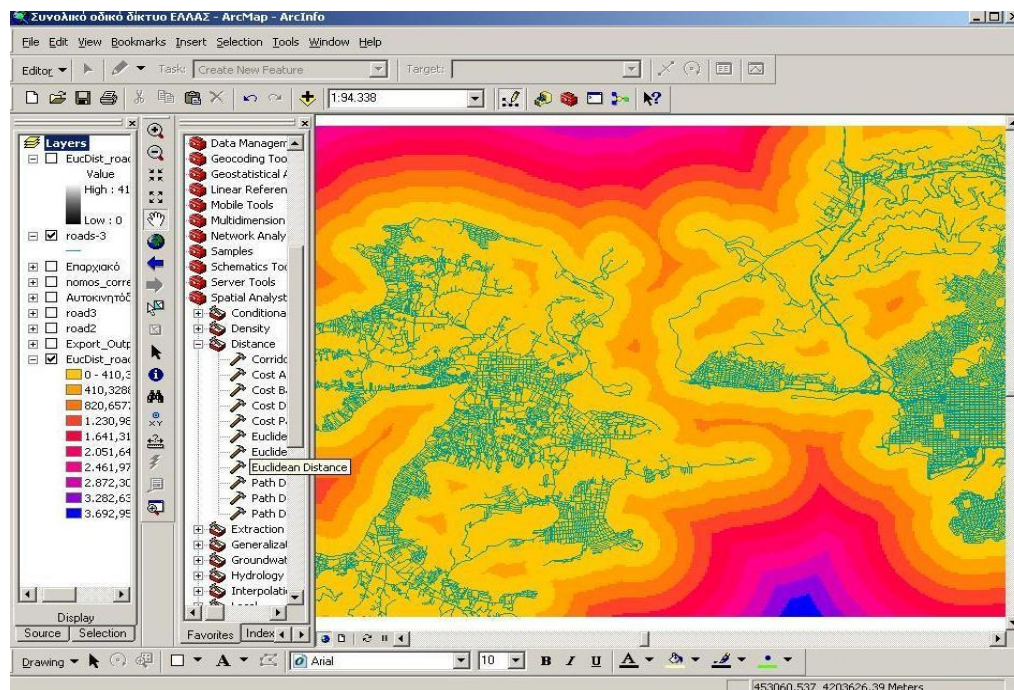 Συνολικό οδικό δίκτυο ΕΛΛΑΣ - ArcMap - ArcInfo
File Edit View Bookmarks Insert Selection Tools Window Help
Editor Task: Create New Feature Target:
1:94.338
Layers
EucDist_road
Value
High : 41
Low : 0
roads-3
Επαρχιακό
nomos_corre
Αυτοκινητόδ
road3
road2
Export_Outp
EucDist_road
0 - 410,3
410,3288
820,6577
1.230,98
1.641,31
2.051,64
2.461,97
2.872,30
3.282,63
3.692,95
Display
Source Selection
Data Managem
Geocoding Too
Geostatistical A
Linear Referen
Mobile Tools
Multidimension
Network Analy
Samples
Schematics Too
Server Tools
Spatial Analyst
Conditiona
Density
Distance
Corrido
Cost A
Cost B
Cost D
Cost P
Euclide
Euclide
Euclidean Distance
Path D
Path D
Path D
Extraction
Generalizat
Groundwat
Hydrology
Interpolatio
Favorites Index
Drawing A Arial 10 B I U A
453060,537 4203626,39 Meters